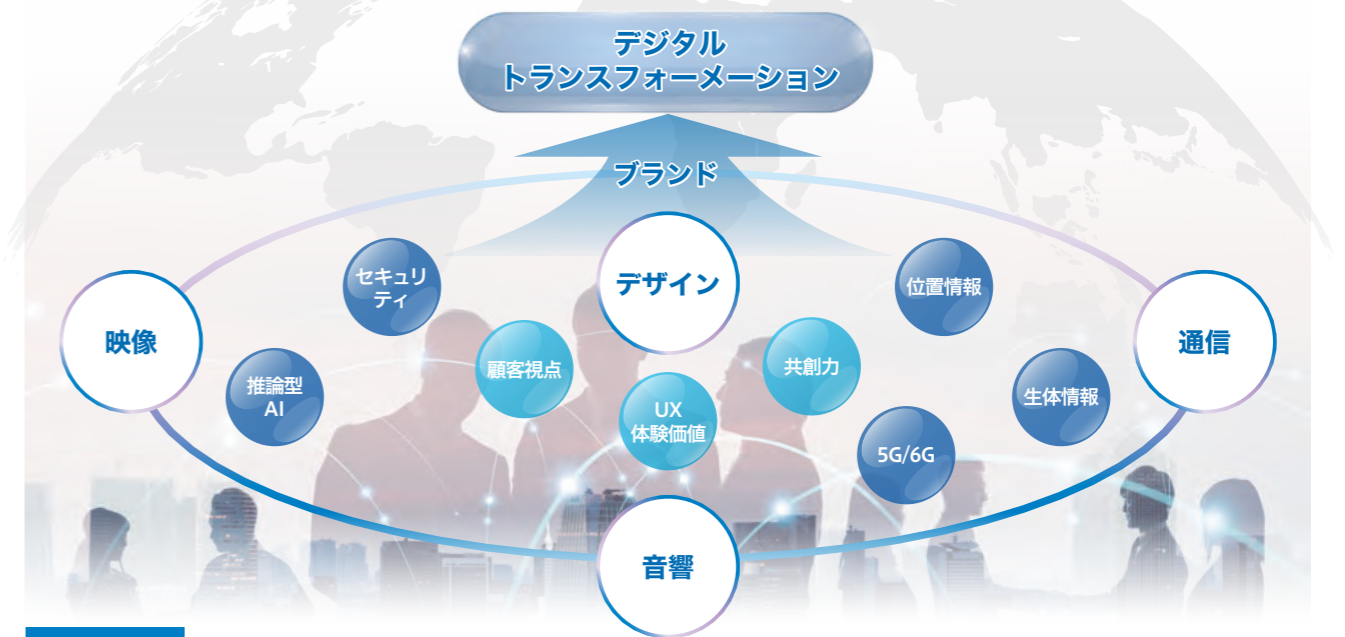 デジタル
トランスフォーメーション
ブランド
デザイン
セキュリ
ティ
位置情報
映像
通信
顧客視点
共創力
推論型
AI
UX
体験価値
生体情報
5G/6G
音響